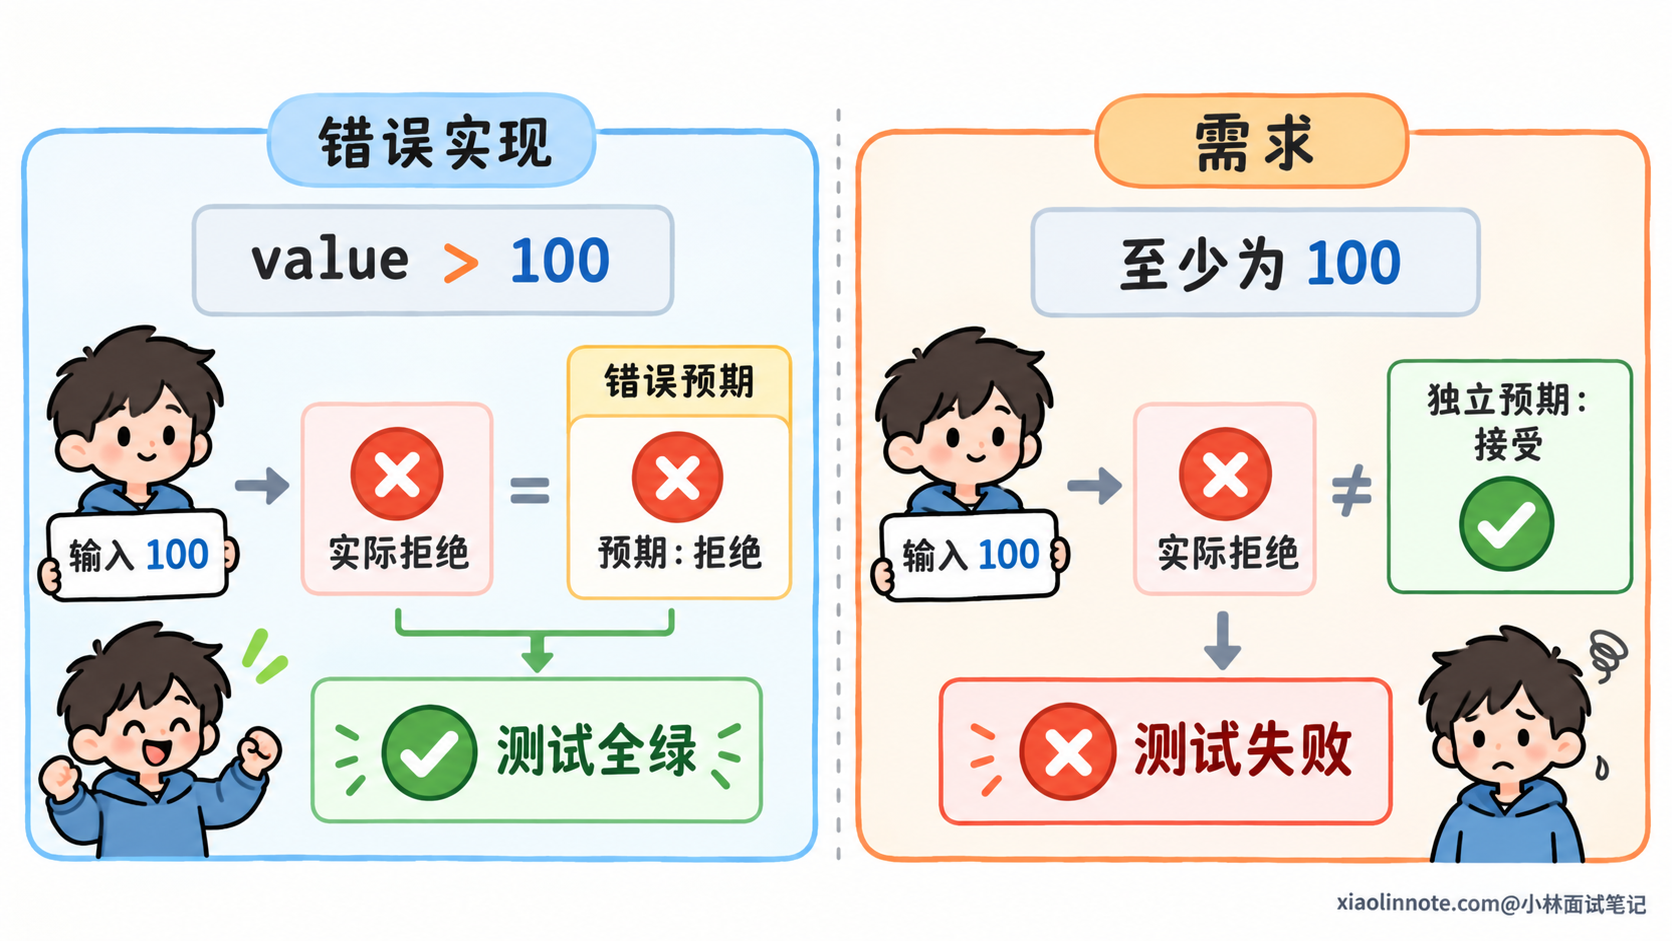 错误实现
value > 100
输入 100
实际拒绝
=
错误预期
预期：拒绝
测试全绿
需求
至少为 100
输入 100
实际拒绝
≠
独立预期：
接受
测试失败
xiaolinnote.com@小林面试笔记